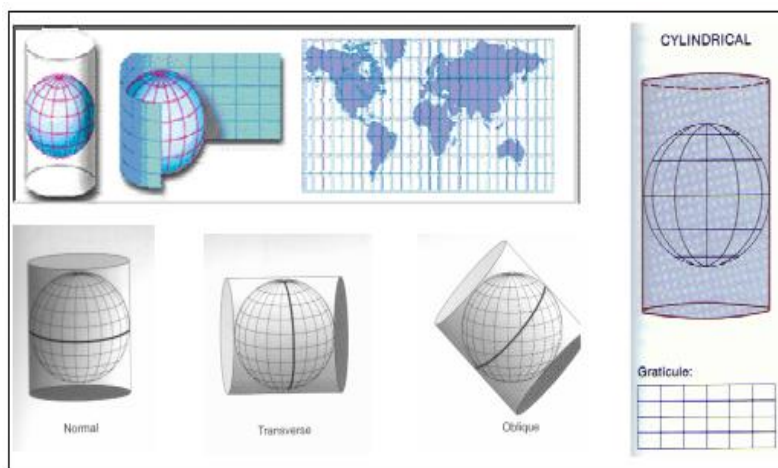 CYLINDRICAL
Normal
Transverse
Oblique
Graticule: